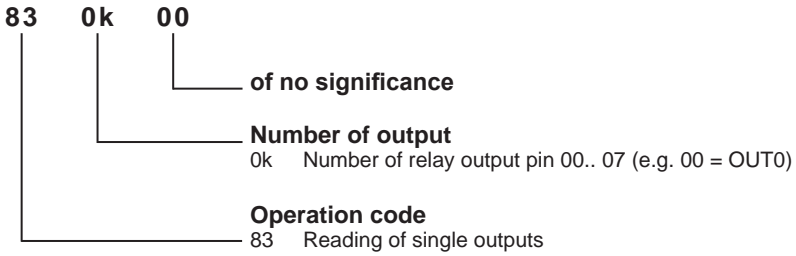 83 0k 00
of no significance
Number of output
0k Number of relay output pin 00.. 07 (e.g. 00 = OUT0)
Operation code
83 Reading of single outputs